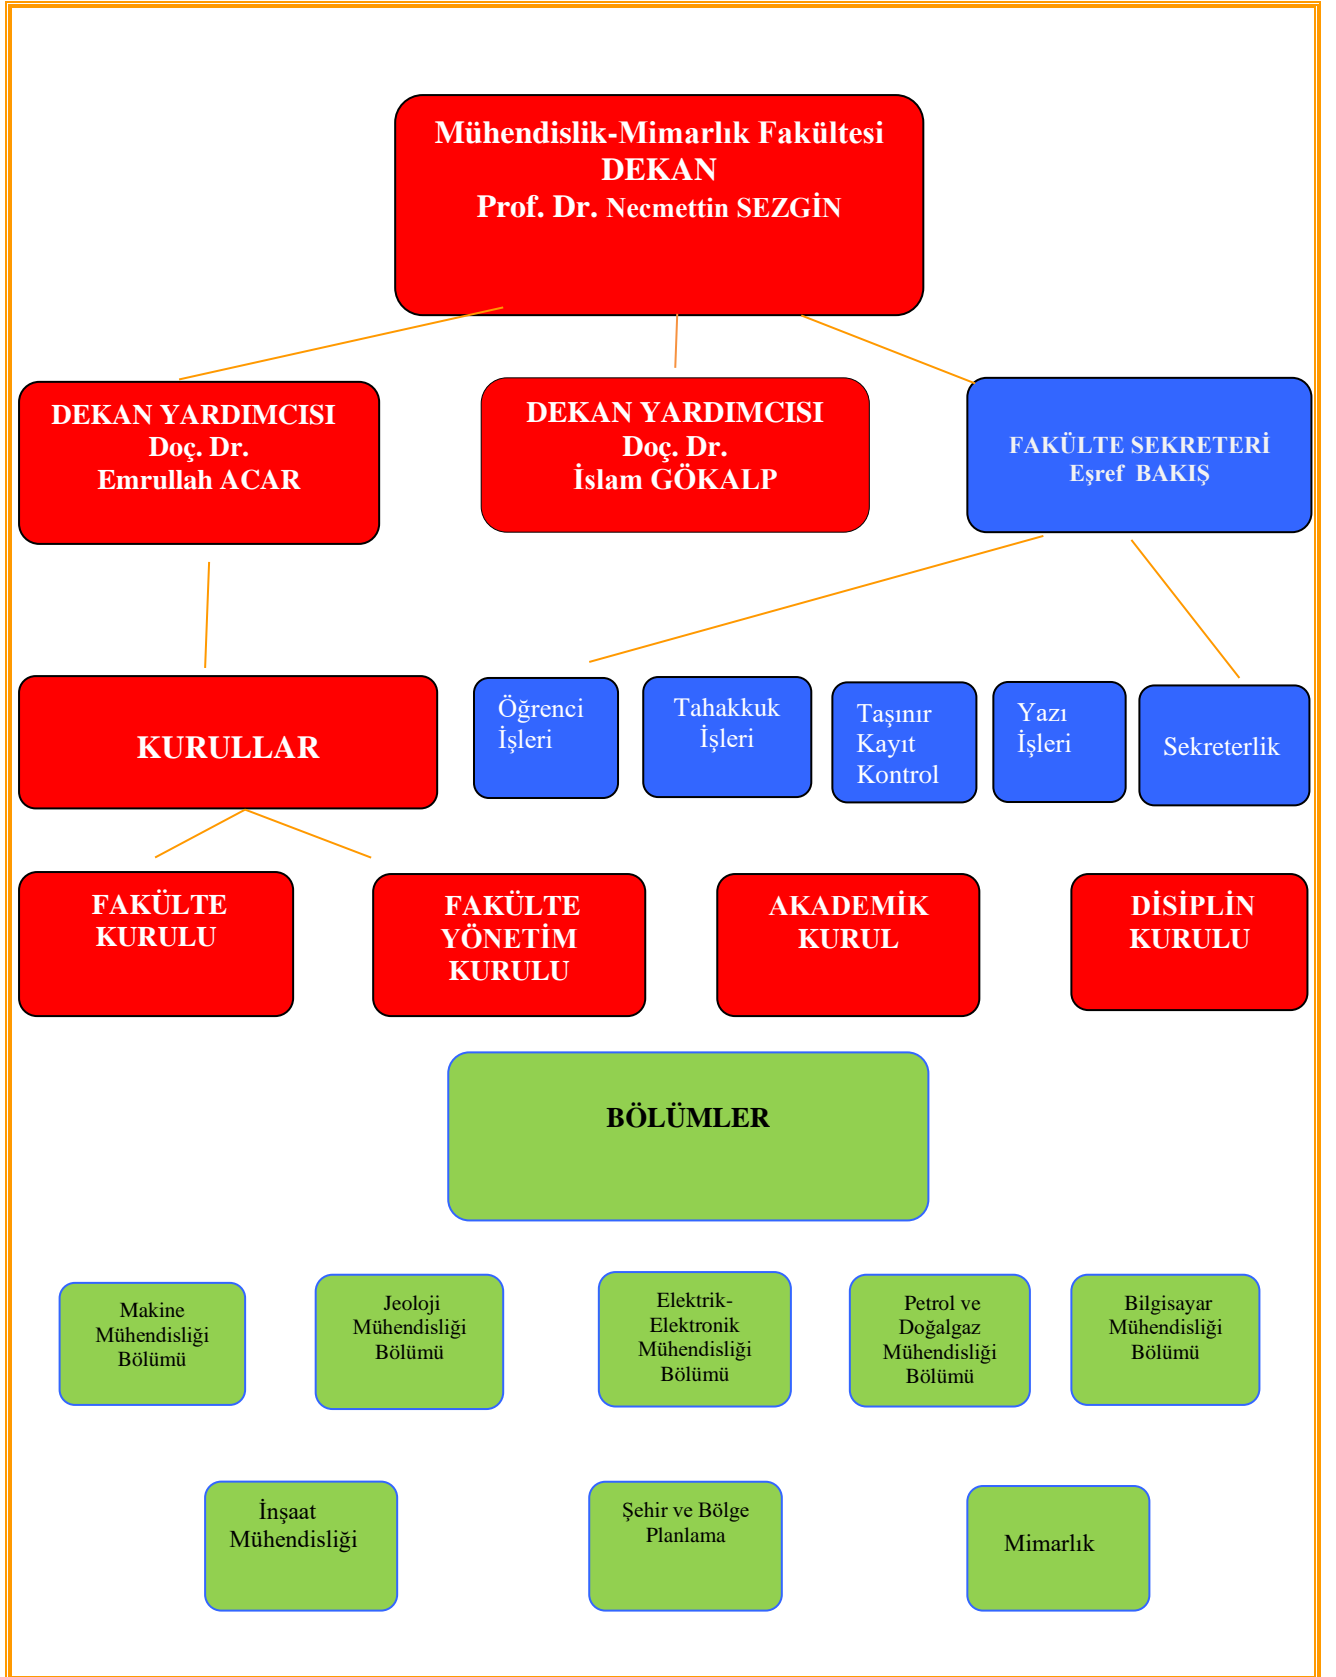 Mühendislik-Mimarlık Fakültesi
DEKAN
Prof. Dr. Necmettin SEZGİN
DEKAN YARDIMCISI
Doç. Dr.
Emrullah ACAR
DEKAN YARDIMCISI
Doç. Dr.
İslam GÖKALP
FAKÜLTE SEKRETERİ
Eşref BAKIŞ
KURULLAR
Öğrenci
İşleri
Tahakkuk
İşleri
Taşınır
Kayıt
Kontrol
Yazı
İşleri
Sekreterlik
FAKÜLTE
KURULU
FAKÜLTE
YÖNETİM
KURULU
AKADEMİK
KURUL
DİSİPLİN
KURULU
BÖLÜMLER
Makine
Mühendisliği
Bölümü
Jeoloji
Mühendisliği
Bölümü
Elektrik-
Elektronik
Mühendisliği
Bölümü
Petrol ve
Doğalgaz
Mühendisliği
Bölümü
Bilgisayar
Mühendisliği
Bölümü
İnşaat
Mühendisliği
Şehir ve Bölge
Planlama
Mimarlık